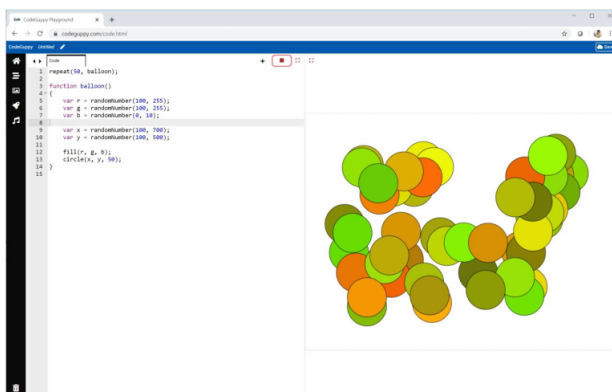 CodeGuppy Playground
codeguppy.com/code.html
CodeGuppy Untitled
Save
Code
1 repeat(50, balloon);
2
3 function balloon()
4 {
5 var r = randomNumber(100, 255);
6 var g = randomNumber(100, 255);
7 var b = randomNumber(0, 10);
8
9 var x = randomNumber(100, 700);
10 var y = randomNumber(100, 500);
11
12 fill(r, g, b);
13 circle(x, y, 50);
14 }
15